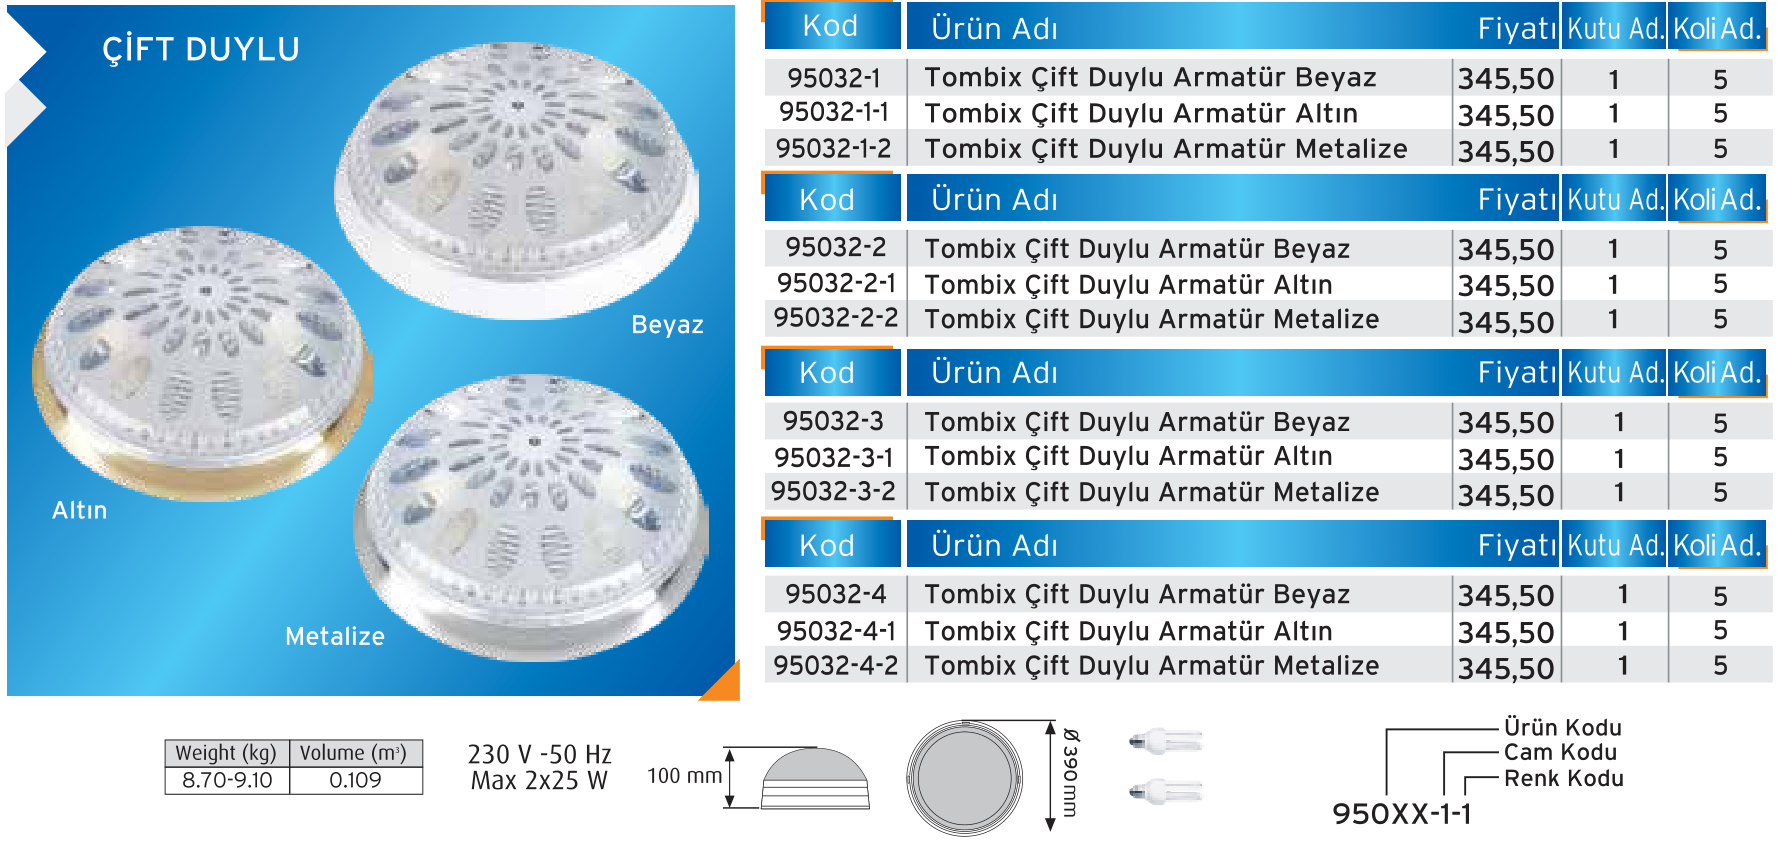 ÇİFT DUYLU
Beyaz
Altın
Metalize
Kod Ürün Adı Fiyatı Kutu Ad. Koli Ad.
95032-1 Tombix Çift Duylu Armatür Beyaz 345,50 1 5
95032-1-1 Tombix Çift Duylu Armatür Altın 345,50 1 5
95032-1-2 Tombix Çift Duylu Armatür Metalize 345,50 1 5
Kod Ürün Adı Fiyatı Kutu Ad. Koli Ad.
95032-2 Tombix Çift Duylu Armatür Beyaz 345,50 1 5
95032-2-1 Tombix Çift Duylu Armatür Altın 345,50 1 5
95032-2-2 Tombix Çift Duylu Armatür Metalize 345,50 1 5
Kod Ürün Adı Fiyatı Kutu Ad. Koli Ad.
95032-3 Tombix Çift Duylu Armatür Beyaz 345,50 1 5
95032-3-1 Tombix Çift Duylu Armatür Altın 345,50 1 5
95032-3-2 Tombix Çift Duylu Armatür Metalize 345,50 1 5
Kod Ürün Adı Fiyatı Kutu Ad. Koli Ad.
95032-4 Tombix Çift Duylu Armatür Beyaz 345,50 1 5
95032-4-1 Tombix Çift Duylu Armatür Altın 345,50 1 5
95032-4-2 Tombix Çift Duylu Armatür Metalize 345,50 1 5
Weight (kg) Volume (m³)
8.70-9.10 0.109
230 V -50 Hz
Max 2x25 W
100 mm
Ø 390 mm
Ürün Kodu
Cam Kodu
Renk Kodu
950XX-1-1